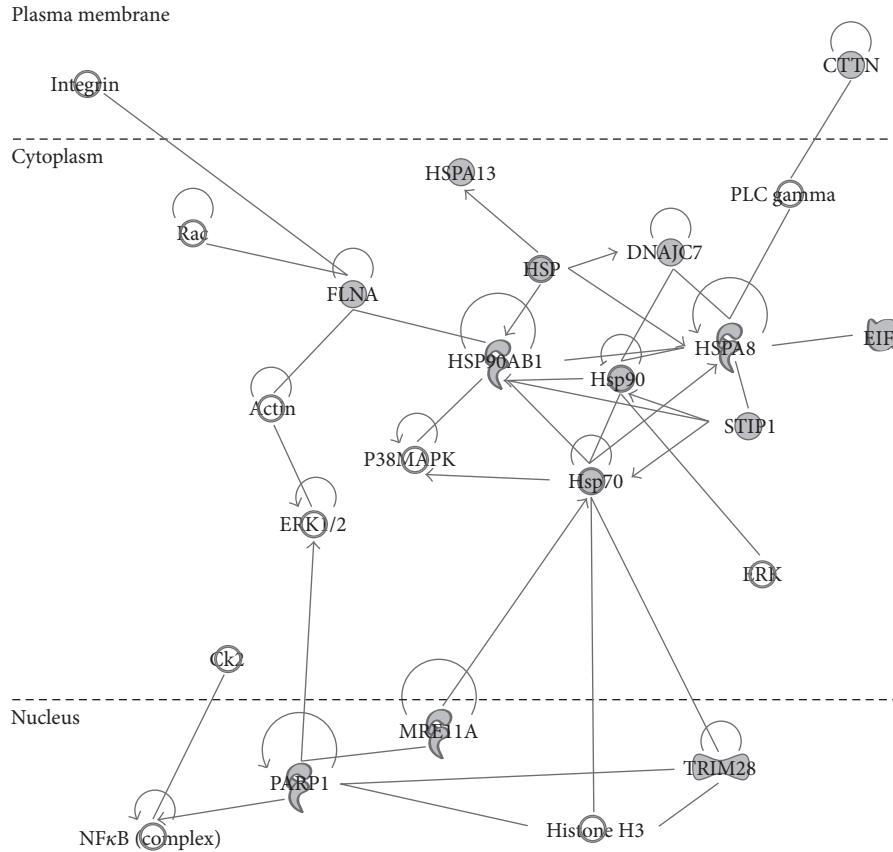 Plasma membrane
CTTN
Integrin
Cytoplasm
HSPA13
PLC gamma
Rac
DNAJC7
HSP
FLNA
EIF
HSPA8
HSP90AB1
Hsp90
Actin
STIP1
P38MAPK
Hsp70
ERK1/2
ERK
Ck2
Nucleus
MRE11A
TRIM28
PARP1
Histone H3
NFκB (complex)